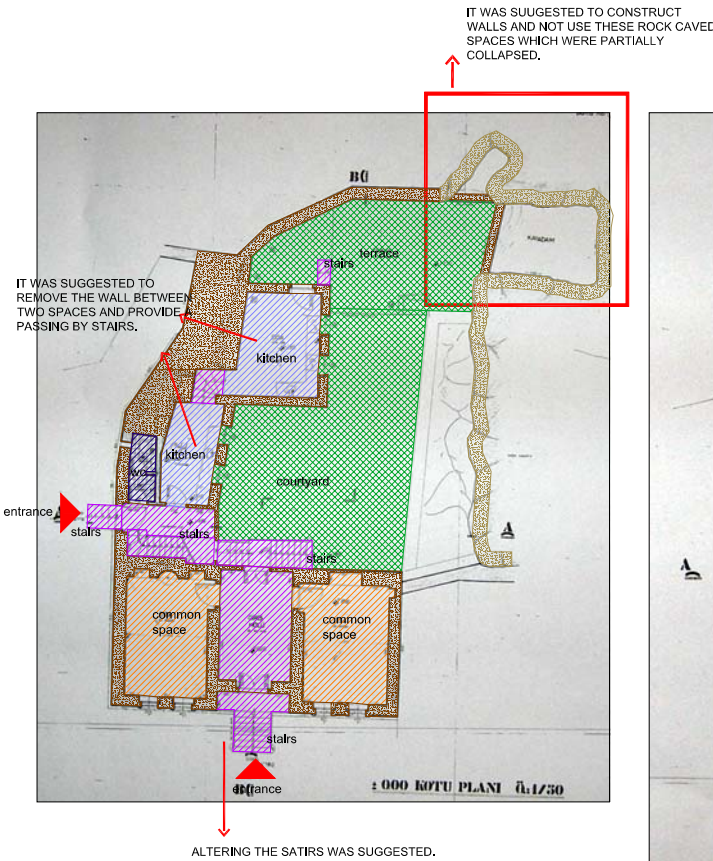 IT WAS SUUGESTED TO CONSTRUCT
WALLS AND NOT USE THESE ROCK CAVED
SPACES WHICH WERE PARTIALLY
COLLAPSED.
B
terrace
stairs
IT WAS SUGGESTED TO
REMOVE THE WALL BETWEEN
TWO SPACES AND PROVIDE
PASSING BY STAIRS.
kitchen
kitchen
wc
courtyard
entrance
stairs
stairs
stairs
A
A
common
space
common
space
stairs
entrance
± 000 KOTU PLANI Ö:1/50
ALTERING THE SATIRS WAS SUGGESTED.